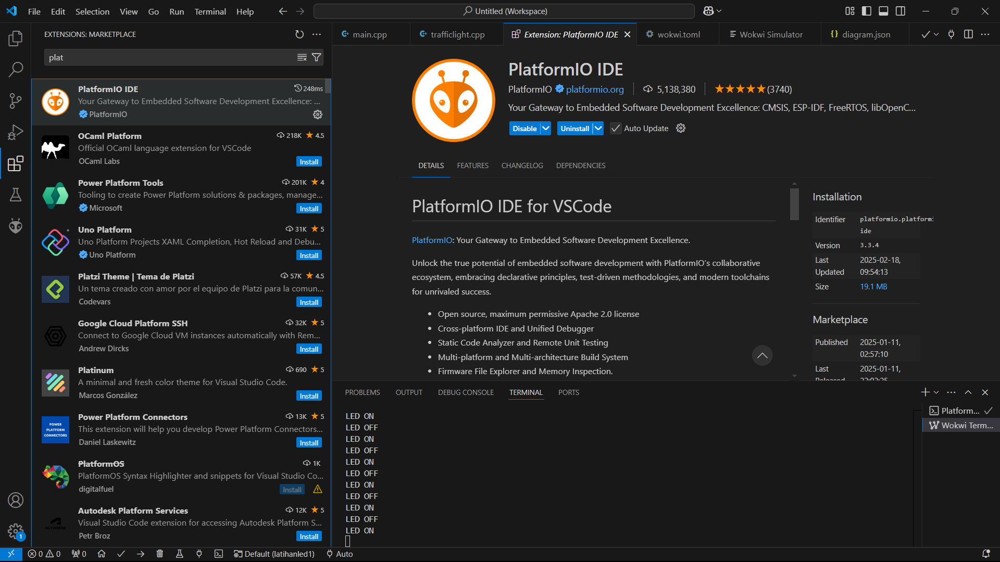 File Edit Selection View Go Run Terminal Help
Untitled (Workspace)
EXTENSIONS: MARKETPLACE
plat
PlatformIO IDE 248ms
Your Gateway to Embedded Software Development Excellence: ...
PlatformIO
OCaml Platform 218K 4.5
Official OCaml language extension for VSCode
OCaml Labs Install
Power Platform Tools 201K 4
Tooling to create Power Platform solutions & packages, manage...
Microsoft Install
Uno Platform 31K 5
Uno Platform Projects XAML Completion, Hot Reload and Debu...
Uno Platform Install
Platzi Theme | Tema de Platzi 57K 4.5
Un tema creado con amor por el equipo de Platzi para la comun...
Codevars Install
Google Cloud Platform SSH 32K 5
Connect to Google Cloud VM instances automatically with Rem...
Andrew Dircks Install
Platinum 690 5
A minimal and fresh color theme for Visual Studio Code.
Marcos González Install
POWER
PLATFORM
CONNECTORS
Power Platform Connectors 13K 5
This extension will help you develop Power Platform Connectors...
Daniel Laskewitz Install
PlatformOS 1K
PlatformOS Syntax Highlighter and snippets for Visual Studio Co...
digitalfuel Install
AUTODESK
Autodesk Platform Services 12K 5
Visual Studio Code extension for accessing Autodesk Platform S...
Petr Broz Install
1
main.cpp trafficlight.cpp Extension: PlatformIO IDE wokwi.toml Wokwi Simulator diagram.json
PlatformIO IDE
PlatformIO platformio.org 5,138,380 (3740)
Your Gateway to Embedded Software Development Excellence: CMSIS, ESP-IDF, FreeRTOS, libOpenC...
Disable Uninstall Auto Update
DETAILS FEATURES CHANGELOG DEPENDENCIES
PlatformIO IDE for VSCode
PlatformIO: Your Gateway to Embedded Software Development Excellence.
Unlock the true potential of embedded software development with PlatformIO's collaborative
ecosystem, embracing declarative principles, test-driven methodologies, and modern toolchains
for unrivaled success.
• Open source, maximum permissive Apache 2.0 license
• Cross-platform IDE and Unified Debugger
• Static Code Analyzer and Remote Unit Testing
• Multi-platform and Multi-architecture Build System
• Firmware File Explorer and Memory Inspection.
Installation
Identifier platformio.platformi
ide
Version 3.3.4
Last 2025-02-18,
Updated 09:54:13
Size 19.1 MB
Marketplace
Published 2025-01-11,
02:57:10
Last 2025-01-11,
PROBLEMS OUTPUT DEBUG CONSOLE TERMINAL PORTS
LED ON
LED OFF
LED ON
LED OFF
LED ON
LED OFF
LED ON
LED OFF
LED ON
LED OFF
LED ON
Platform...
Wokwi Term...
0 0 0 Default (latihanled1) Auto